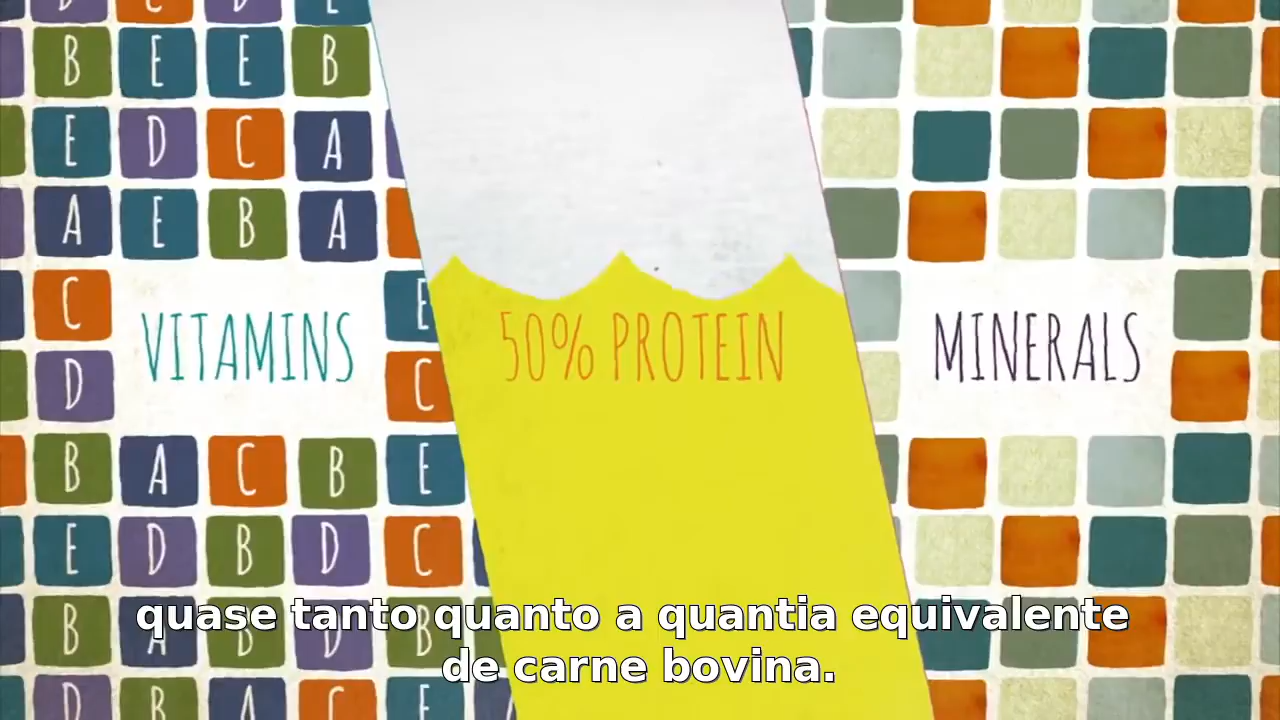 D C E
B E E B
E D C A
A E B A
C E
VITAMINS 50% PROTEIN MINERALS
D C
B A C B E
E D B D C
B A B D B
quase tanto quanto a quantia equivalente
de carne bovina.
D B A C E